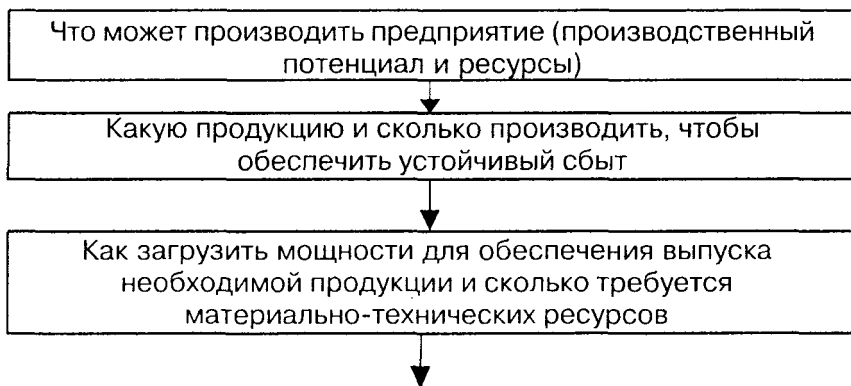 Что может производить предприятие (производственный
потенциал и ресурсы)
Какую продукцию и сколько производить, чтобы
обеспечить устойчивый сбыт
Как загрузить мощности для обеспечения выпуска
необходимой продукции и сколько требуется
материально-технических ресурсов